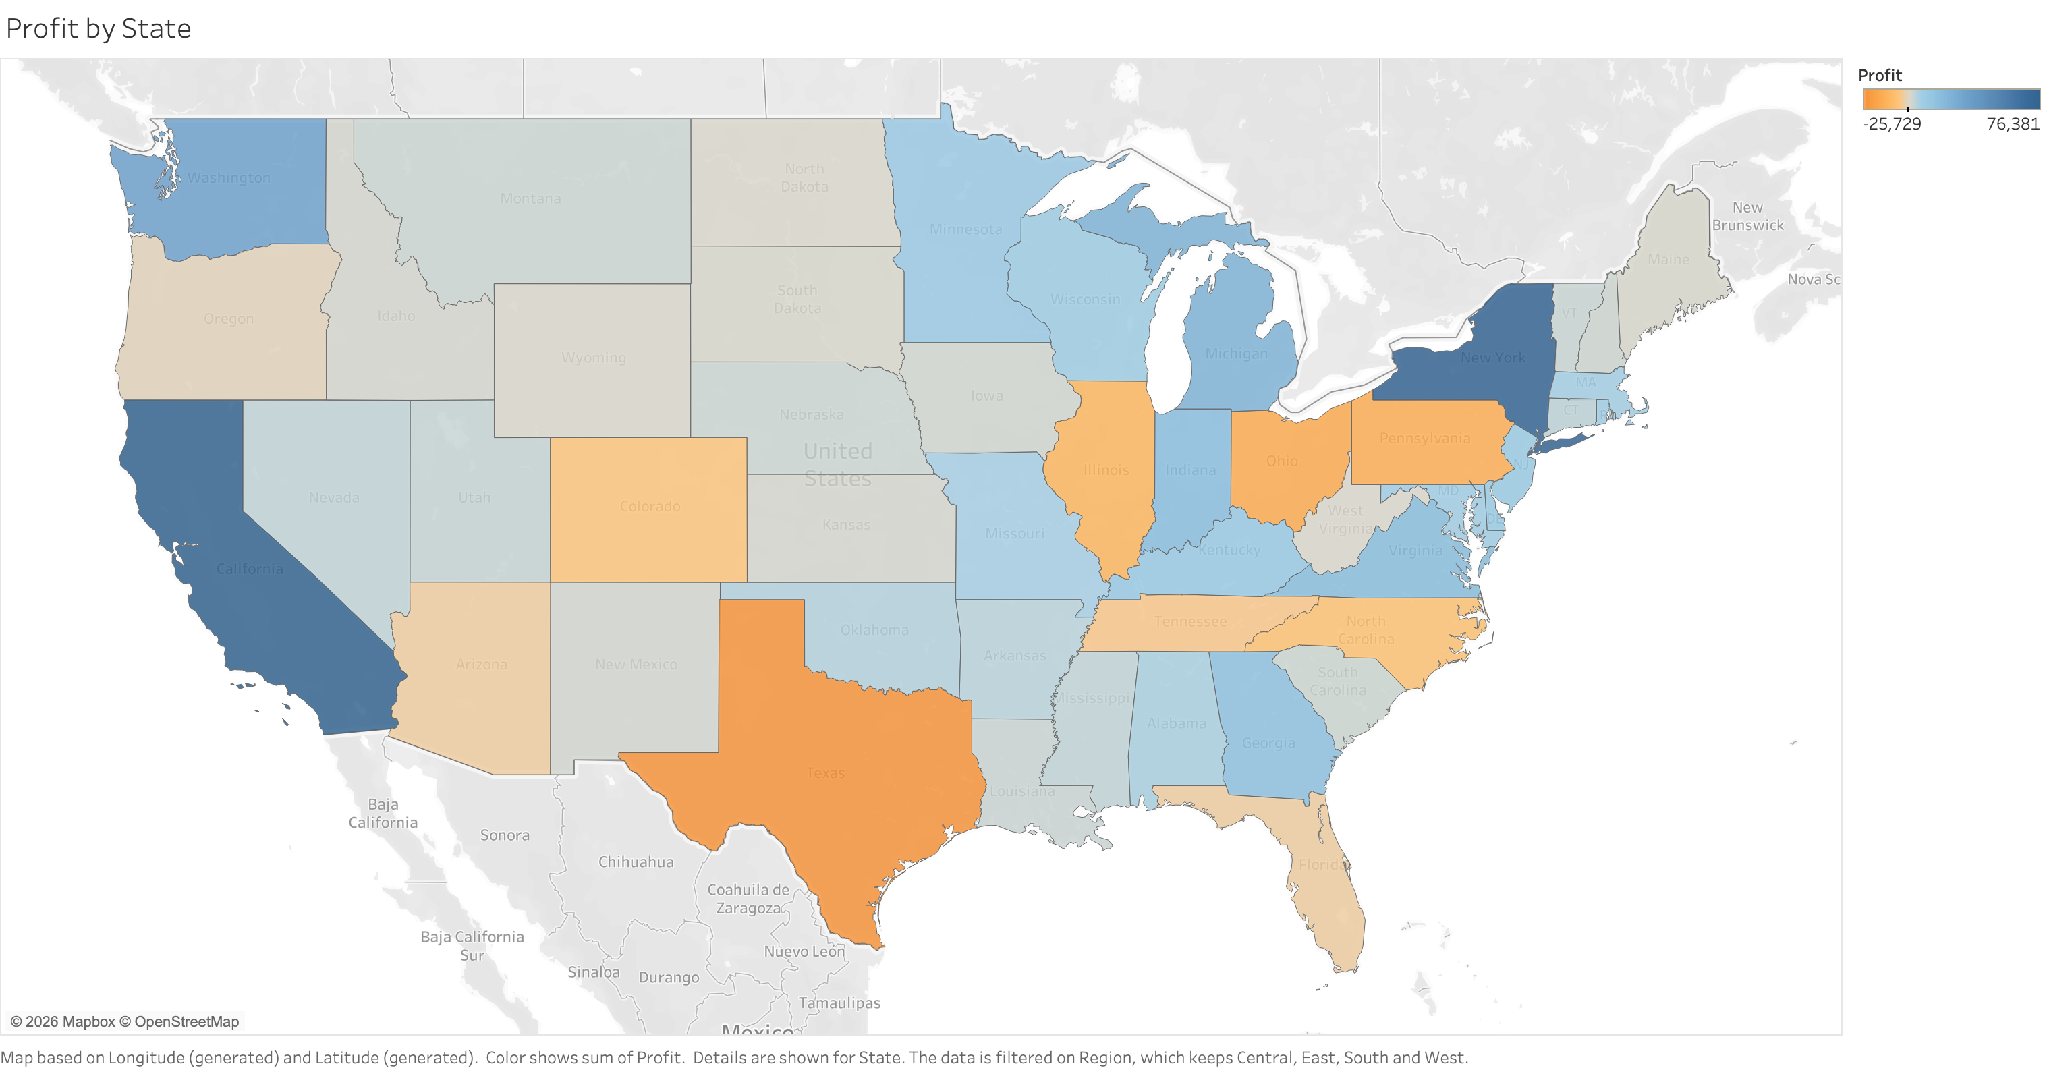 Profit by State
Profit
-25,729
76,381
Washington
Montana
North
Dakota
Minnesota
Maine
New
Brunswick
Nova Sc
Oregon
Idaho
Wyoming
South
Dakota
Wisconsin
Michigan
New York
VT
MA
CT
Nebraska
Iowa
United
States
Nevada
Utah
Colorado
Kansas
Missouri
Illinois
Indiana
Ohio
Pennsylvania
NJ
MD
West
Virginia
Virginia
Kentucky
California
Arizona
New Mexico
Oklahoma
Arkansas
Tennessee
North
Carolina
South
Carolina
Mississippi
Alabama
Georgia
Texas
Louisiana
Florida
Baja
California
Sonora
Chihuahua
Coahuila de
Zaragoza
Baja California
Sur
Sinaloa
Durango
Nuevo León
Tamaulipas
Mexico
© 2026 Mapbox © OpenStreetMap
Map based on Longitude (generated) and Latitude (generated).  Color shows sum of Profit.  Details are shown for State. The data is filtered on Region, which keeps Central, East, South and West.